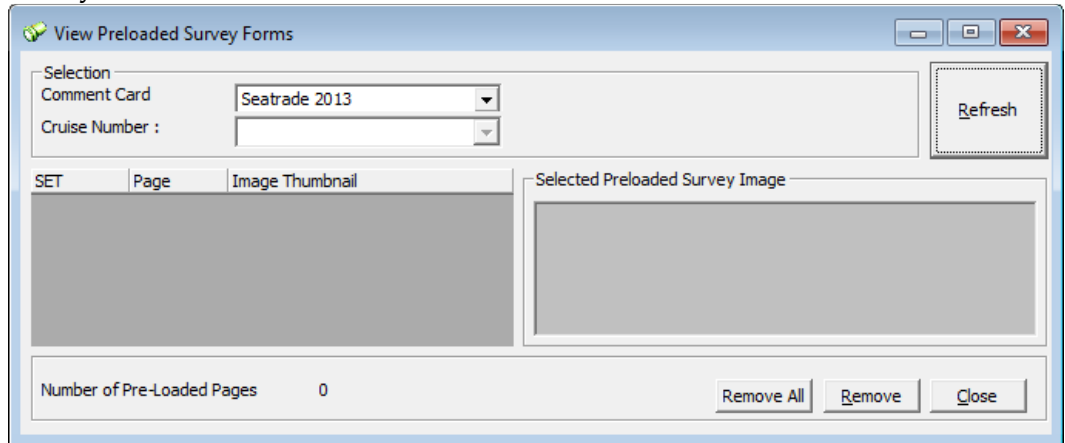 View Preloaded Survey Forms
Selection
Comment Card
Seatrade 2013
Refresh
Cruise Number :
SET Page Image Thumbnail
Selected Preloaded Survey Image
Number of Pre-Loaded Pages 0
Remove All Remove Close